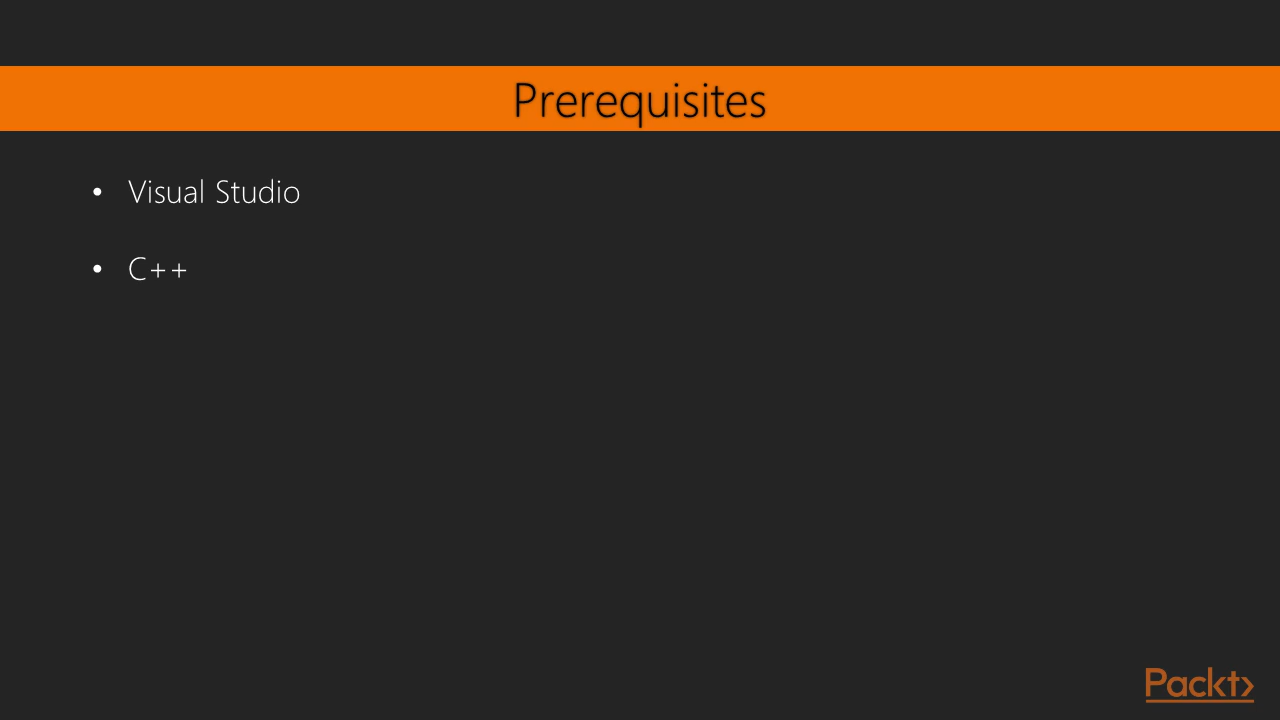 Prerequisites
• Visual Studio
• C++
Packt>